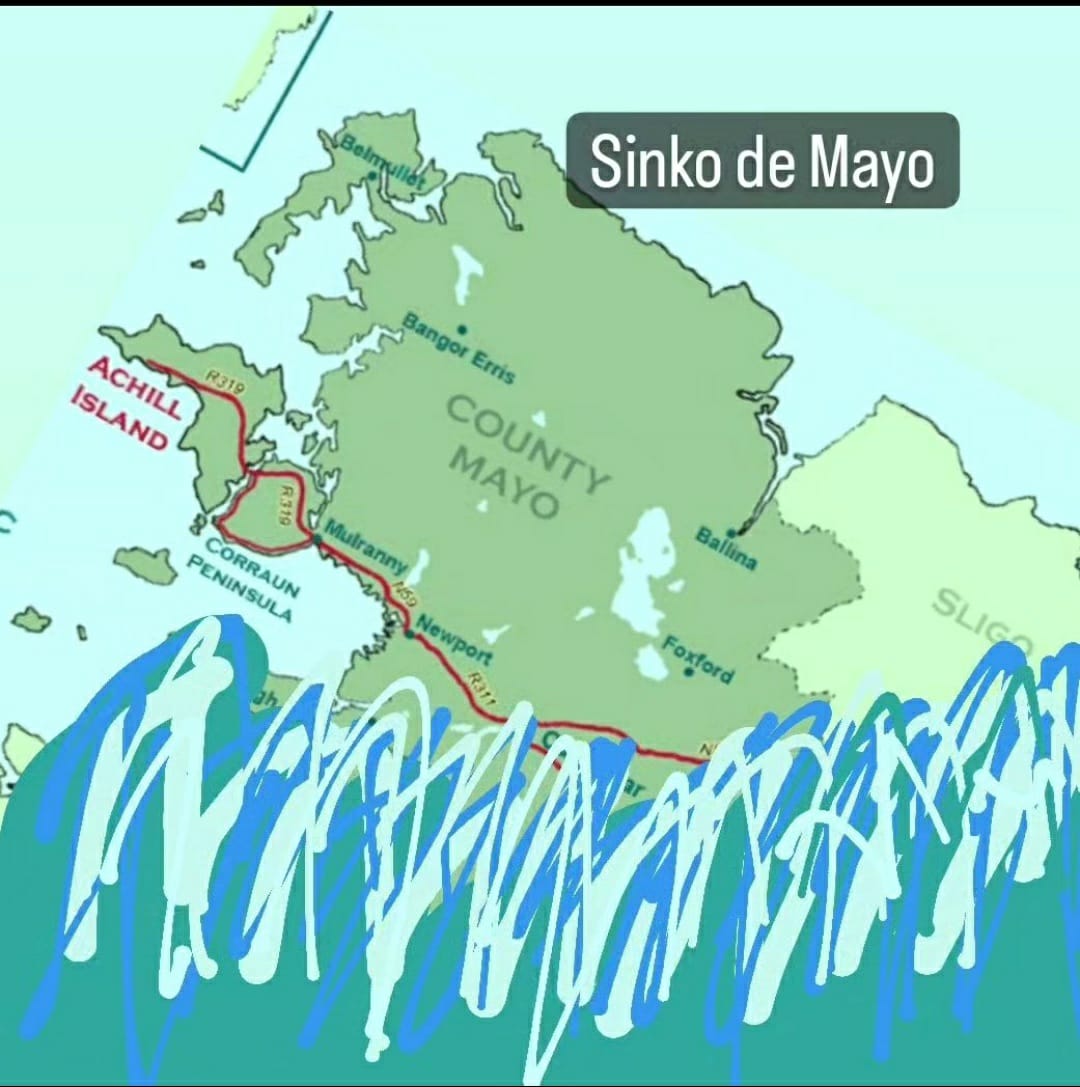 Sinko de Mayo
Belmullet
Bangor Erris
ACHILL
ISLAND
R319
COUNTY
MAYO
R319
Mulranny
CORRAUN
PENINSULA
N59
Newport
R311
Ballina
Foxford
SLIGO